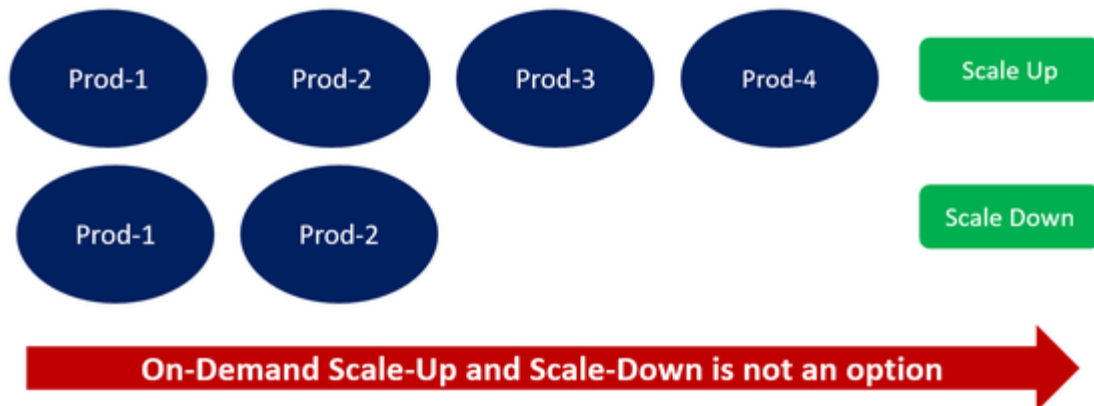 Prod-1 Prod-2 Prod-3 Prod-4 Scale Up
Prod-1 Prod-2 Scale Down
On-Demand Scale-Up and Scale-Down is not an option